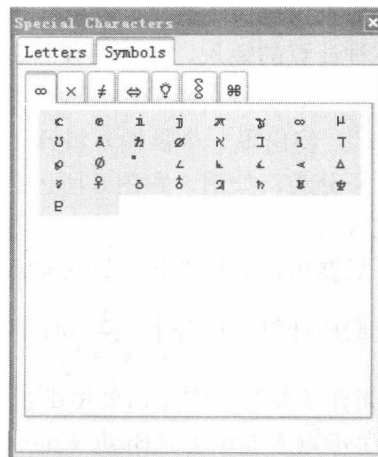 Special Characters
Letters Symbols
∞ × ≠ ⇔ § ⌘
ⅽ ⅇ ⅈ ⅉ π γ ∞ μ
℧ Å ℏ ∅ ℵ ℶ ℷ ℸ
℘ Ø ° ∠ ⊾ ∡ ∢ △
☿ ♀ ♁ ♂ ♃ ♄ ♅ ♆
♇